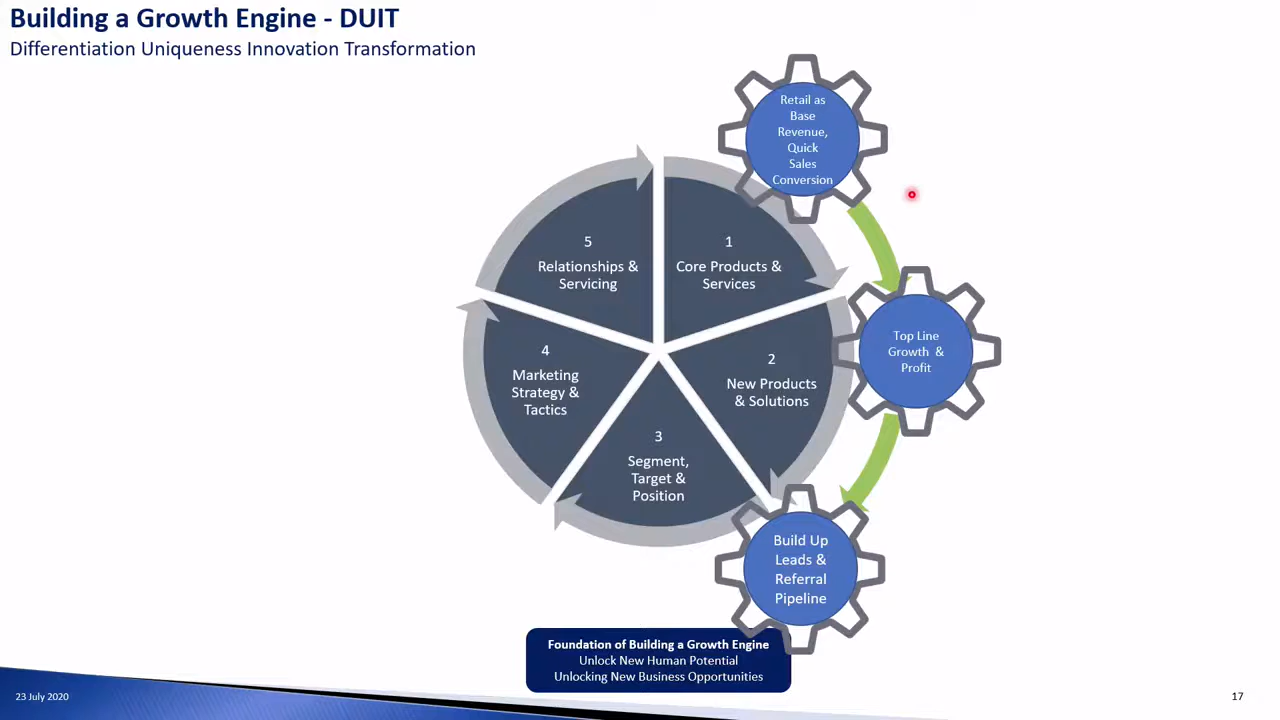 Building a Growth Engine - DUIT
Differentiation Uniqueness Innovation Transformation
Retail as
Base
Revenue,
Quick
Sales
Conversion
5
Relationships &
Servicing
1
Core Products &
Services
Top Line
Growth &
Profit
4
Marketing
Strategy &
Tactics
2
New Products
& Solutions
3
Segment,
Target &
Position
Build Up
Leads &
Referral
Pipeline
Foundation of Building a Growth Engine
Unlock New Human Potential
Unlocking New Business Opportunities
23 July 2020
17